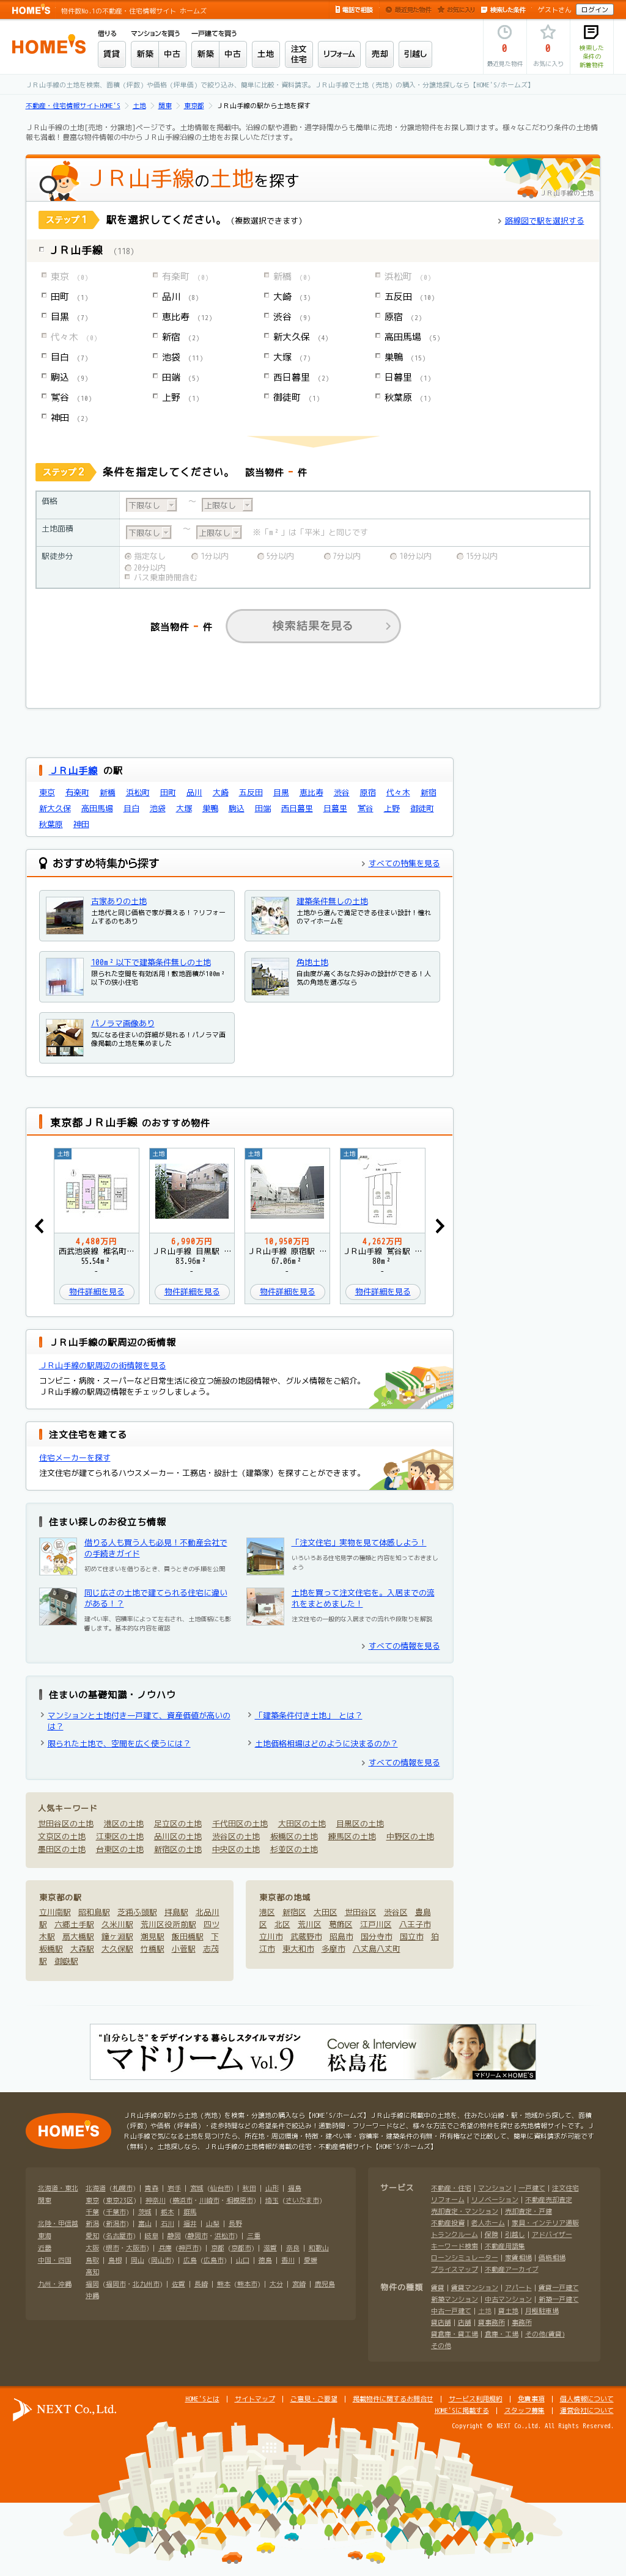 HOME'S 物件数No.1の不動産・住宅情報サイト ホームズ
電話で相談 最近見た物件 お気に入り 検索した条件 ゲストさん ログイン
HOME'S
借りる マンションを買う 一戸建てを買う
賃貸 新築 中古 新築 中古 土地 注文住宅 リフォーム 売却 引越し
0 最近見た物件
0 お気に入り
検索した条件の新着物件
ＪＲ山手線の土地を検索、面積（坪数）や価格（坪単価）で絞り込み、簡単に比較・資料請求。ＪＲ山手線で土地（売地）の購入・分譲地探しなら【HOME'S/ホームズ】
不動産・住宅情報サイトHOME'S > 土地 > 関東 > 東京都 > ＪＲ山手線の駅から土地を探す
ＪＲ山手線の土地[売地・分譲地]ページです。土地情報を掲載中。沿線の駅や通勤・通学時間からも簡単に売地・分譲地物件をお探し頂けます。様々なこだわり条件の土地情
報も満載！豊富な物件情報の中からＪＲ山手線沿線の土地をお探しいただけます。
ＪＲ山手線の土地を探す
ＪＲ山手線の土地
ステップ1 駅を選択してください。（複数選択できます）
路線図で駅を選択する
ＪＲ山手線 (118)
東京 (0) 有楽町 (0) 新橋 (0) 浜松町 (0)
田町 (1) 品川 (8) 大崎 (3) 五反田 (10)
目黒 (7) 恵比寿 (12) 渋谷 (9) 原宿 (2)
代々木 (0) 新宿 (2) 新大久保 (4) 高田馬場 (5)
目白 (7) 池袋 (11) 大塚 (7) 巣鴨 (15)
駒込 (9) 田端 (5) 西日暮里 (2) 日暮里 (1)
鴬谷 (10) 上野 (1) 御徒町 (1) 秋葉原 (1)
神田 (2)
ステップ2 条件を指定してください。 該当物件 - 件
価格 下限なし ～ 上限なし
土地面積 下限なし ～ 上限なし ※「m²」は「平米」と同じです
駅徒歩分 指定なし 1分以内 5分以内 7分以内 10分以内 15分以内
20分以内
バス乗車時間含む
該当物件 - 件 検索結果を見る
ＪＲ山手線 の駅
東京 有楽町 新橋 浜松町 田町 品川 大崎 五反田 目黒 恵比寿 渋谷 原宿 代々木 新宿
新大久保 高田馬場 目白 池袋 大塚 巣鴨 駒込 田端 西日暮里 日暮里 鴬谷 上野 御徒町
秋葉原 神田
おすすめ特集から探す
すべての特集を見る
古家ありの土地
土地代と同じ価格で家が買える！？リフォームするのもあり
建築条件無しの土地
土地から選んで満足できる住まい設計！憧れのマイホームを
100m²以下で建築条件無しの土地
限られた空間を有効活用！敷地面積が100m²以下の狭小住宅
角地土地
自由度が高くあなた好みの設計ができる！人気の角地を選ぶなら
パノラマ画像あり
気になる住まいの詳細が見れる！パノラマ画像掲載の土地を集めました
東京都ＪＲ山手線 のおすすめ物件
土地 土地 土地 土地
4,480万円 6,990万円 10,950万円 4,262万円
西武池袋線 椎名町… ＪＲ山手線 目黒駅 … ＪＲ山手線 原宿駅 … ＪＲ山手線 鴬谷駅 …
55.54m² 83.96m² 67.06m² 80m²
- - - -
物件詳細を見る 物件詳細を見る 物件詳細を見る 物件詳細を見る
ＪＲ山手線の駅周辺の街情報
ＪＲ山手線の駅周辺の街情報を見る
コンビニ・病院・スーパーなど日常生活に役立つ施設の地図情報や、グルメ情報をご紹介。
ＪＲ山手線の駅周辺情報をチェックしましょう。
注文住宅を建てる
住宅メーカーを探す
注文住宅が建てられるハウスメーカー・工務店・設計士（建築家）を探すことができます。
住まい探しのお役立ち情報
借りる人も買う人も必見！不動産会社での手続きガイド
初めて住まいを借りるとき、買うときの手順を公開
「注文住宅」実物を見て体感しよう！
いろいろある住宅見学の種類と内容を知っておきましょう
同じ広さの土地で建てられる住宅に違いがある！？
建ぺい率、容積率によって左右され、土地価格にも影響します。基本的な内容を確認
土地を買って注文住宅を。入居までの流れをまとめました！
注文住宅の一般的な入居までの流れや段取りを解説
すべての情報を見る
住まいの基礎知識・ノウハウ
マンションと土地付き一戸建て、資産価値が高いのは？
「建築条件付き土地」 とは？
限られた土地で、空間を広く使うには？
土地価格相場はどのように決まるのか？
すべての情報を見る
人気キーワード
世田谷区の土地 港区の土地 足立区の土地 千代田区の土地 大田区の土地 目黒区の土地
文京区の土地 江東区の土地 品川区の土地 渋谷区の土地 板橋区の土地 練馬区の土地 中野区の土地
墨田区の土地 台東区の土地 新宿区の土地 中央区の土地 杉並区の土地
東京都の駅
立川南駅 昭和島駅 芝浦ふ頭駅 拝島駅 北品川
駅 六郷土手駅 久米川駅 荒川区役所前駅 四ツ
木駅 扇大橋駅 鐘ヶ淵駅 潮見駅 飯田橋駅 下
板橋駅 大森駅 大久保駅 竹橋駅 小菅駅 志茂
駅 御嶽駅
東京都の地域
港区 新宿区 大田区 世田谷区 渋谷区 豊島
区 北区 荒川区 葛飾区 江戸川区 八王子市
立川市 武蔵野市 昭島市 国分寺市 国立市 狛
江市 東大和市 多摩市 八丈島八丈町
"自分らしさ"をデザインする暮らしスタイルマガジン
マドリーム Vol.9
Cover & Interview
松島花
マドリーム×HOME'S
HOME'S
ＪＲ山手線の駅から土地（売地）を検索・分譲地の購入なら【HOME'S/ホームズ】ＪＲ山手線に掲載中の土地を、住みたい沿線・駅・地域から探して、面積
（坪数）や価格（坪単価）・徒歩時間などの希望条件で絞込み！通勤時間・フリーワードなど、様々な方法でご希望の物件を探せる売地情報サイトです。ＪＲ
山手線で気になる土地を見つけたら、所在地・周辺環境・特徴・建ぺい率・容積率・建築条件の有無・所有権などで比較して、簡単に資料請求が可能です
（無料）。土地探しなら、ＪＲ山手線の土地情報が満載の住宅・不動産情報サイト【HOME'S/ホームズ】
北海道・東北 北海道（札幌市） | 青森 | 岩手 | 宮城（仙台市） | 秋田 | 山形 | 福島
関東 東京（東京23区） | 神奈川（横浜市・川崎市・相模原市） | 埼玉（さいたま市）
千葉（千葉市） | 茨城 | 栃木 | 群馬
北陸・甲信越 新潟（新潟市） | 富山 | 石川 | 福井 | 山梨 | 長野
東海 愛知（名古屋市） | 岐阜 | 静岡（静岡市・浜松市） | 三重
近畿 大阪（堺市・大阪市） | 兵庫（神戸市） | 京都（京都市） | 滋賀 | 奈良 | 和歌山
中国・四国 鳥取 | 島根 | 岡山（岡山市） | 広島（広島市） | 山口 | 徳島 | 香川 | 愛媛
高知
九州・沖縄 福岡（福岡市・北九州市） | 佐賀 | 長崎 | 熊本（熊本市） | 大分 | 宮崎 | 鹿児島
沖縄
サービス 不動産・住宅 | マンション | 一戸建て | 注文住宅
リフォーム | リノベーション | 不動産売却査定
売却査定・マンション | 売却査定・戸建
不動産投資 | 老人ホーム | 家具・インテリア通販
トランクルーム | 保険 | 引越し | アドバイザー
キーワード検索 | 不動産用語集
ローンシミュレーター | 家賃相場 | 価格相場
プライスマップ | 不動産アーカイブ
物件の種類 賃貸 | 賃貸マンション | アパート | 賃貸一戸建て
新築マンション | 中古マンション | 新築一戸建て
中古一戸建て | 土地 | 貸土地 | 月極駐車場
貸店舗 | 店舗 | 貸事務所 | 事務所
貸倉庫・貸工場 | 倉庫・工場 | その他(賃貸)
その他
NEXT Co.,Ltd.
HOME'Sとは | サイトマップ | ご意見・ご要望 | 掲載物件に関するお問合せ | サービス利用規約 | 免責事項 | 個人情報について
HOME'Sに掲載する | スタッフ募集 | 運営会社について
Copyright © NEXT Co.,Ltd. All Rights Reserved.